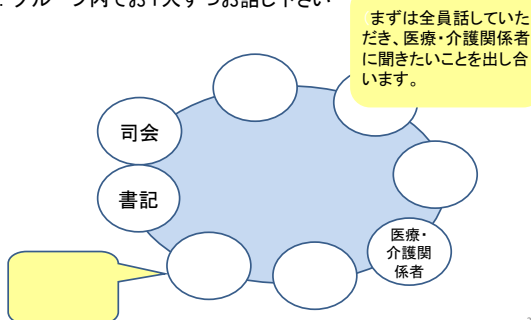 グループ内でお1人ずつお話し下さい
まずは全員話していた
だき、医療・介護関係者
に聞きたいことを出し合
います。
司会
書記
医療・
介護関
係者